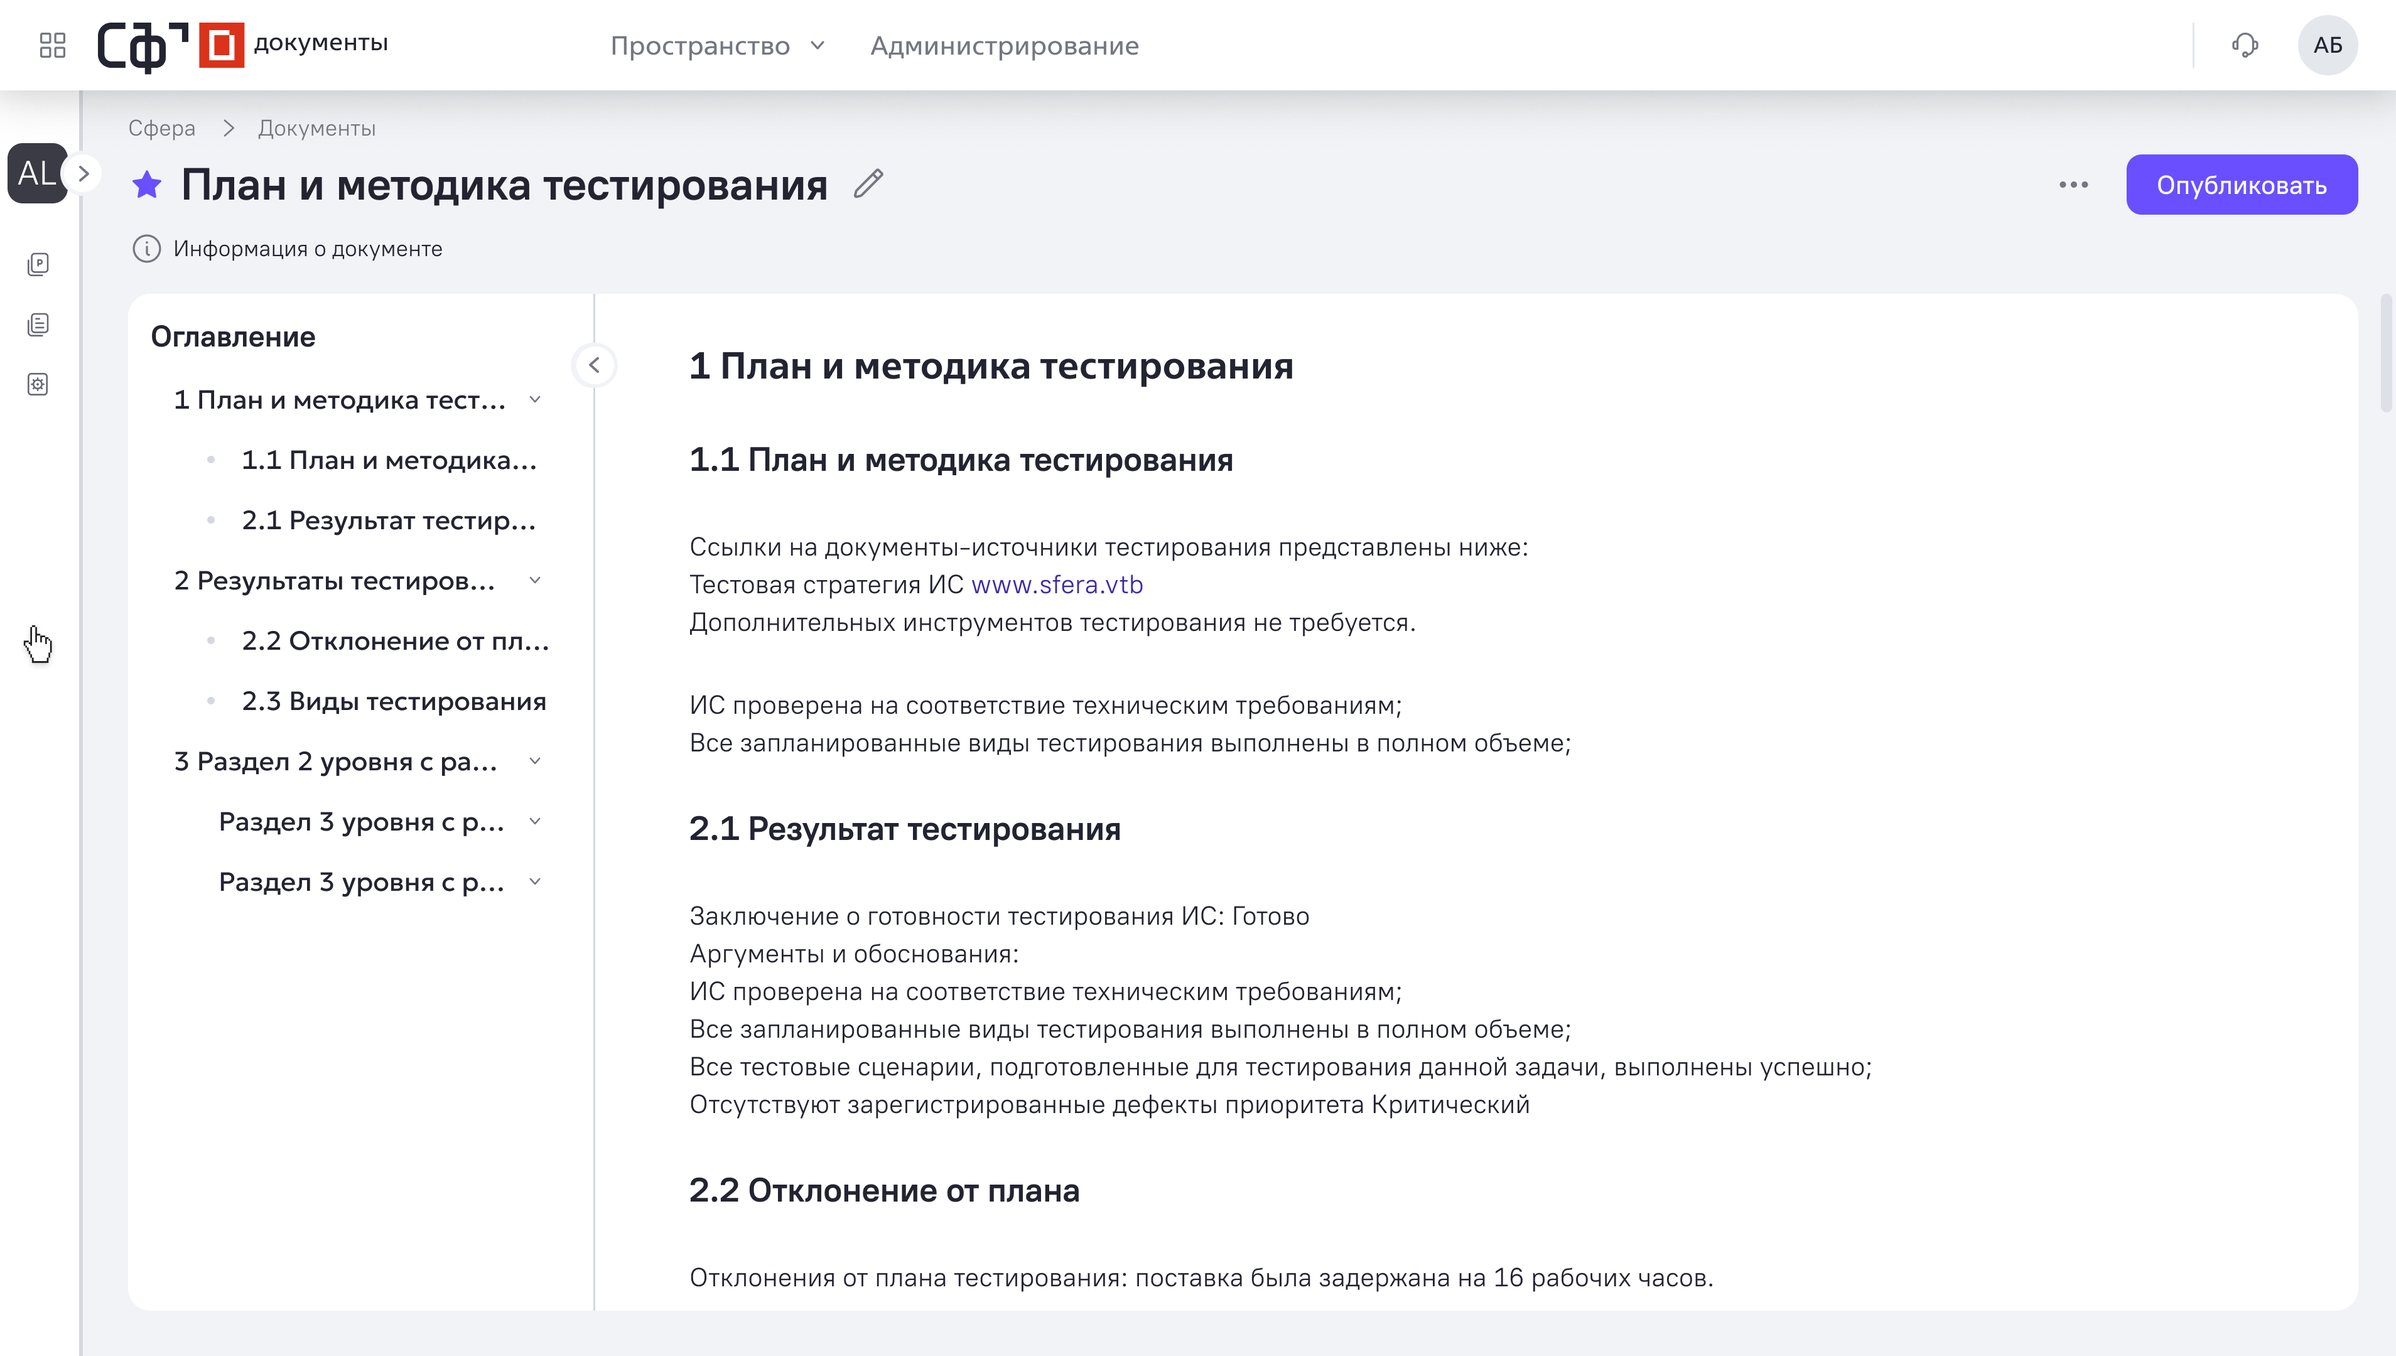 Сф документы
Пространство
Администрирование
АБ
AL
Сфера
Документы
План и методика тестирования
Опубликовать
Информация о документе
Оглавление
1 План и методика тест...
1.1 План и методика...
2.1 Результат тестир...
2 Результаты тестиров...
2.2 Отклонение от пл...
2.3 Виды тестирования
3 Раздел 2 уровня с ра...
Раздел 3 уровня с р...
Раздел 3 уровня с р...
1 План и методика тестирования
1.1 План и методика тестирования
Ссылки на документы-источники тестирования представлены ниже:
Тестовая стратегия ИС www.sfera.vtb
Дополнительных инструментов тестирования не требуется.
ИС проверена на соответствие техническим требованиям;
Все запланированные виды тестирования выполнены в полном объеме;
2.1 Результат тестирования
Заключение о готовности тестирования ИС: Готово
Аргументы и обоснования:
ИС проверена на соответствие техническим требованиям;
Все запланированные виды тестирования выполнены в полном объеме;
Все тестовые сценарии, подготовленные для тестирования данной задачи, выполнены успешно;
Отсутствуют зарегистрированные дефекты приоритета Критический
2.2 Отклонение от плана
Отклонения от плана тестирования: поставка была задержана на 16 рабочих часов.